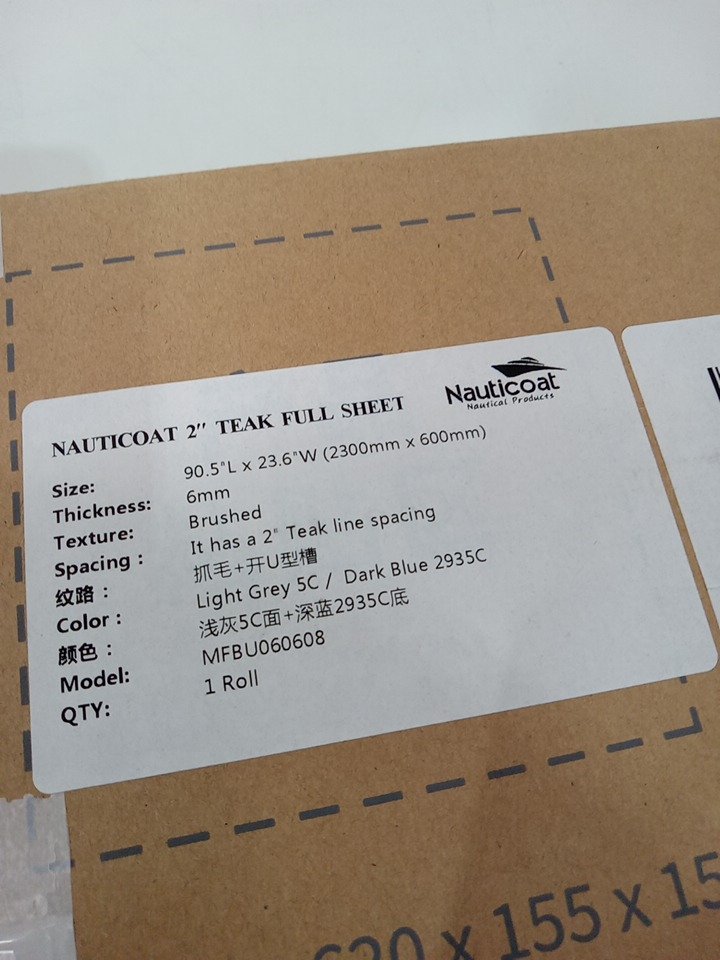 NAUTICOAT 2" TEAK FULL SHEET
Nauticoat
Nautical Products
Size: 90.5"L x 23.6"W (2300mm x 600mm)
Thickness: 6mm
Texture: Brushed
Spacing : It has a 2" Teak line spacing
纹路 : 抓毛+开U型槽
Color : Light Grey 5C / Dark Blue 2935C
颜色 : 浅灰5C面+深蓝2935C底
Model: MFBU060608
QTY: 1 Roll
x 155 x